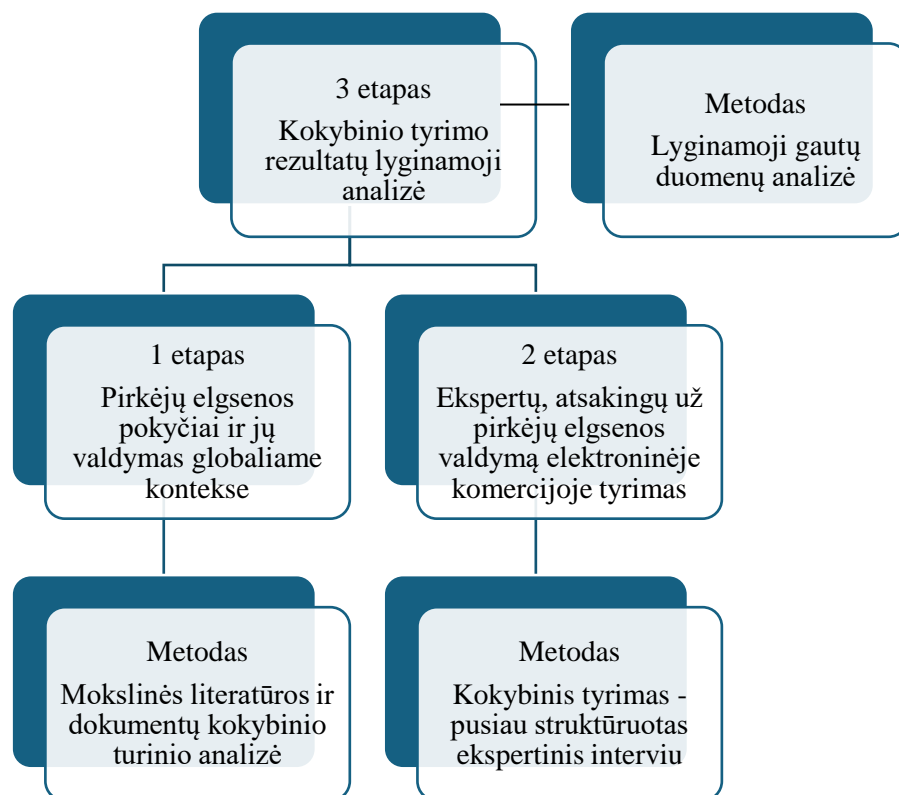 3 etapas
Kokybinio tyrimo
rezultatų lyginamoji
analizė
Metodas
Lyginamoji gautų
duomenų analizė
1 etapas
Pirkėjų elgsenos
pokyčiai ir jų
valdymas globaliame
kontekse
2 etapas
Ekspertų, atsakingų už
pirkėjų elgsenos
valdymą elektroninėje
komercijoje tyrimas
Metodas
Mokslinės literatūros ir
dokumentų kokybinio
turinio analizė
Metodas
Kokybinis tyrimas -
pusiau struktūruotas
ekspertinis interviu